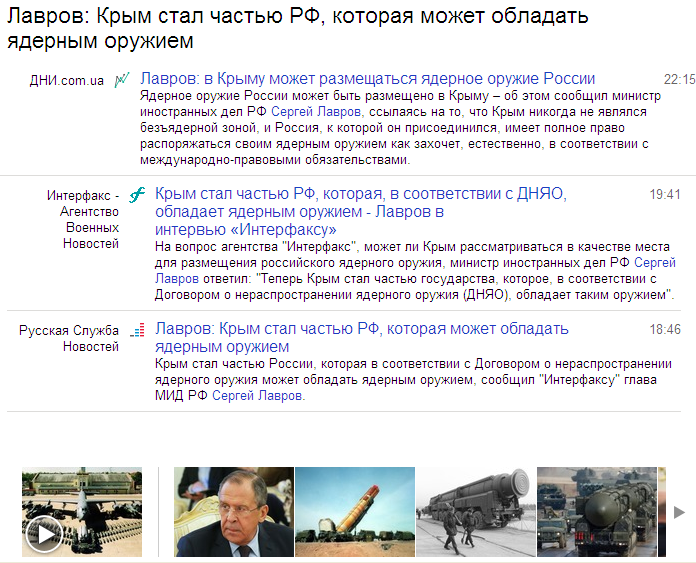 Лавров: Крым стал частью РФ, которая может обладать
ядерным оружием
ДНИ.com.ua
Лавров: в Крыму может размещаться ядерное оружие России
22:15
Ядерное оружие России может быть размещено в Крыму – об этом сообщил министр
иностранных дел РФ Сергей Лавров, ссылаясь на то, что Крым никогда не являлся
безъядерной зоной, и Россия, к которой он присоединился, имеет полное право
распоряжаться своим ядерным оружием как захочет, естественно, в соответствии с
международно-правовыми обязательствами.
Интерфакс -
Агентство
Военных
Новостей
Крым стал частью РФ, которая, в соответствии с ДНЯО,
обладает ядерным оружием - Лавров в
интервью «Интерфаксу»
19:41
На вопрос агентства "Интерфакс", может ли Крым рассматриваться в качестве места
для размещения российского ядерного оружия, министр иностранных дел РФ Сергей
Лавров ответил: "Теперь Крым стал частью государства, которое, в соответствии с
Договором о нераспространении ядерного оружия (ДНЯО), обладает таким оружием".
Русская Служба
Новостей
Лавров: Крым стал частью РФ, которая может обладать
ядерным оружием
18:46
Крым стал частью России, которая в соответствии с Договором о нераспространении
ядерного оружия может обладать ядерным оружием, сообщил "Интерфаксу" глава
МИД РФ Сергей Лавров.